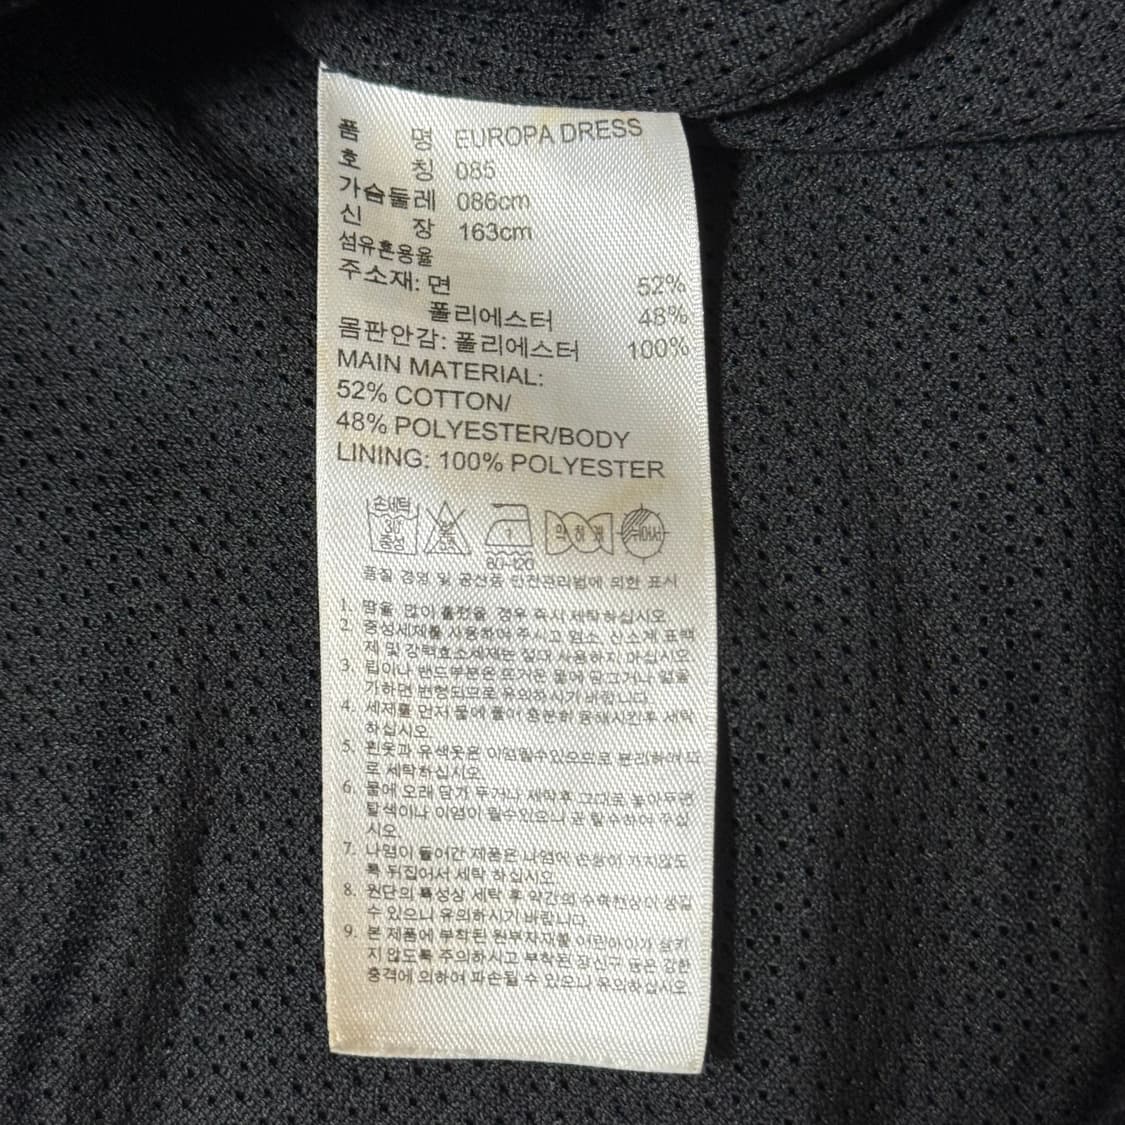 품 명 EUROPA DRESS
호 칭 085
가슴둘레 086cm
신 장 163cm
섬유혼용율
주소재: 면 52%
폴리에스터 48%
몸판안감: 폴리에스터 100%
MAIN MATERIAL:
52% COTTON/
48% POLYESTER/BODY
LINING: 100% POLYESTER
손세탁
30°
중성
약하게
80-120
품질 경영 및 공산품 안전관리법에 의한 표시
1. 땀을 많이 흘렸을 경우 즉시 세탁하십시오.
2. 중성세제를 사용하여 주시고 염소, 산소계 표백
제 및 강력효소세제는 절대 사용하지 마십시오.
3. 립이나 밴드부분은 뜨거운 물에 담그거나 열을
가하면 변형되므로 유의하시기 바랍니다.
4. 세제를 먼저 물에 풀어 충분히 용해시킨후 세탁
하십시오.
5. 흰옷과 유색옷은 이염될수있으므로 분리하여 따
로 세탁하십시오.
6. 물에 오래 담가 두거나 세탁후 그대로 놓아두면
탈색이나 이염이 될수있으니 곧 탈수하여 주십
시오.
7. 나염이 들어간 제품은 나염에 손상이 가지않도
록 뒤집어서 세탁 하십시오.
8. 원단의 특성상 세탁 후 약간의 수축현상이 생길
수 있으니 유의하시기 바랍니다.
9. 본 제품에 부착된 원부자재를 어린아이가 삼키
지 않도록 주의하시고 부착된 장신구 등은 강한
충격에 의하여 파손될 수 있으니 유의하십시오.